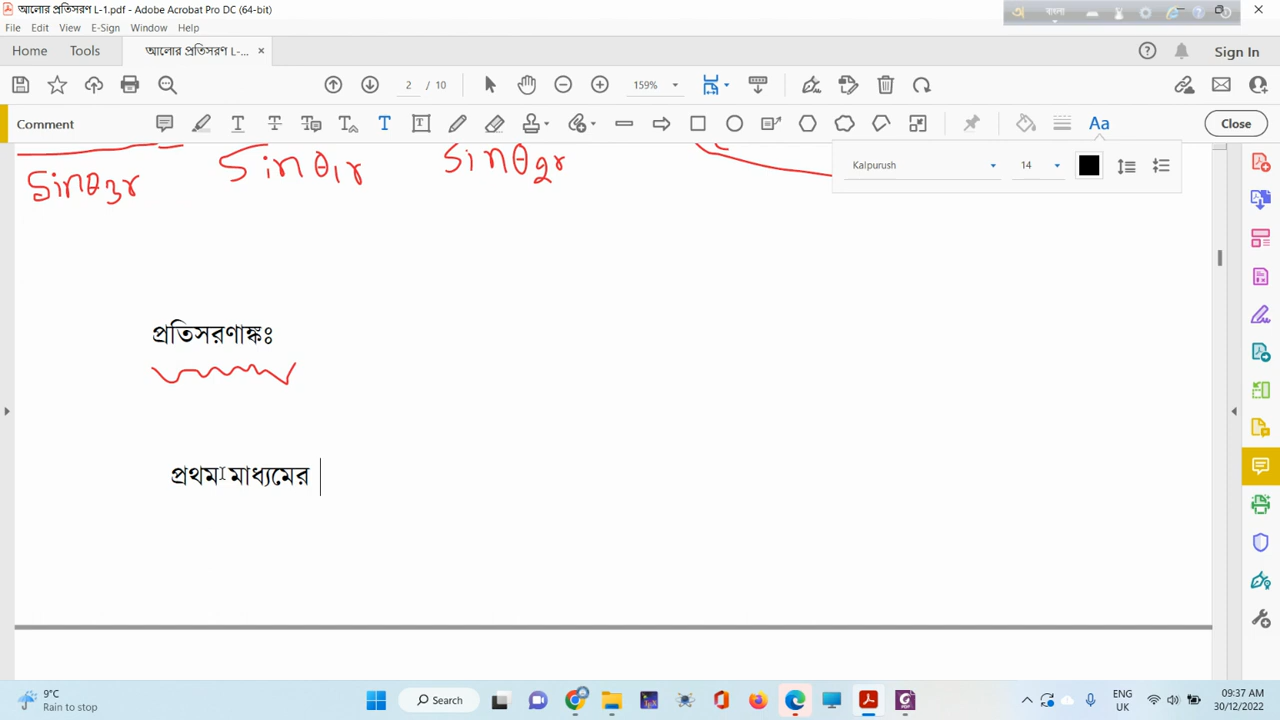 আলোর প্রতিসরণ L-1.pdf - Adobe Acrobat Pro DC (64-bit)
বাংলা
File Edit View E-Sign Window Help
Home Tools আলোর প্রতিসরণ L-... × Sign In
2 / 10 159%
Comment Close
Kalpurush 14
Sinθ3r Sinθ1r Sinθ2r
প্রতিসরণাঙ্কঃ
প্রথম মাধ্যমের
9°C
Rain to stop
Search
ENG
UK
09:37 AM
30/12/2022